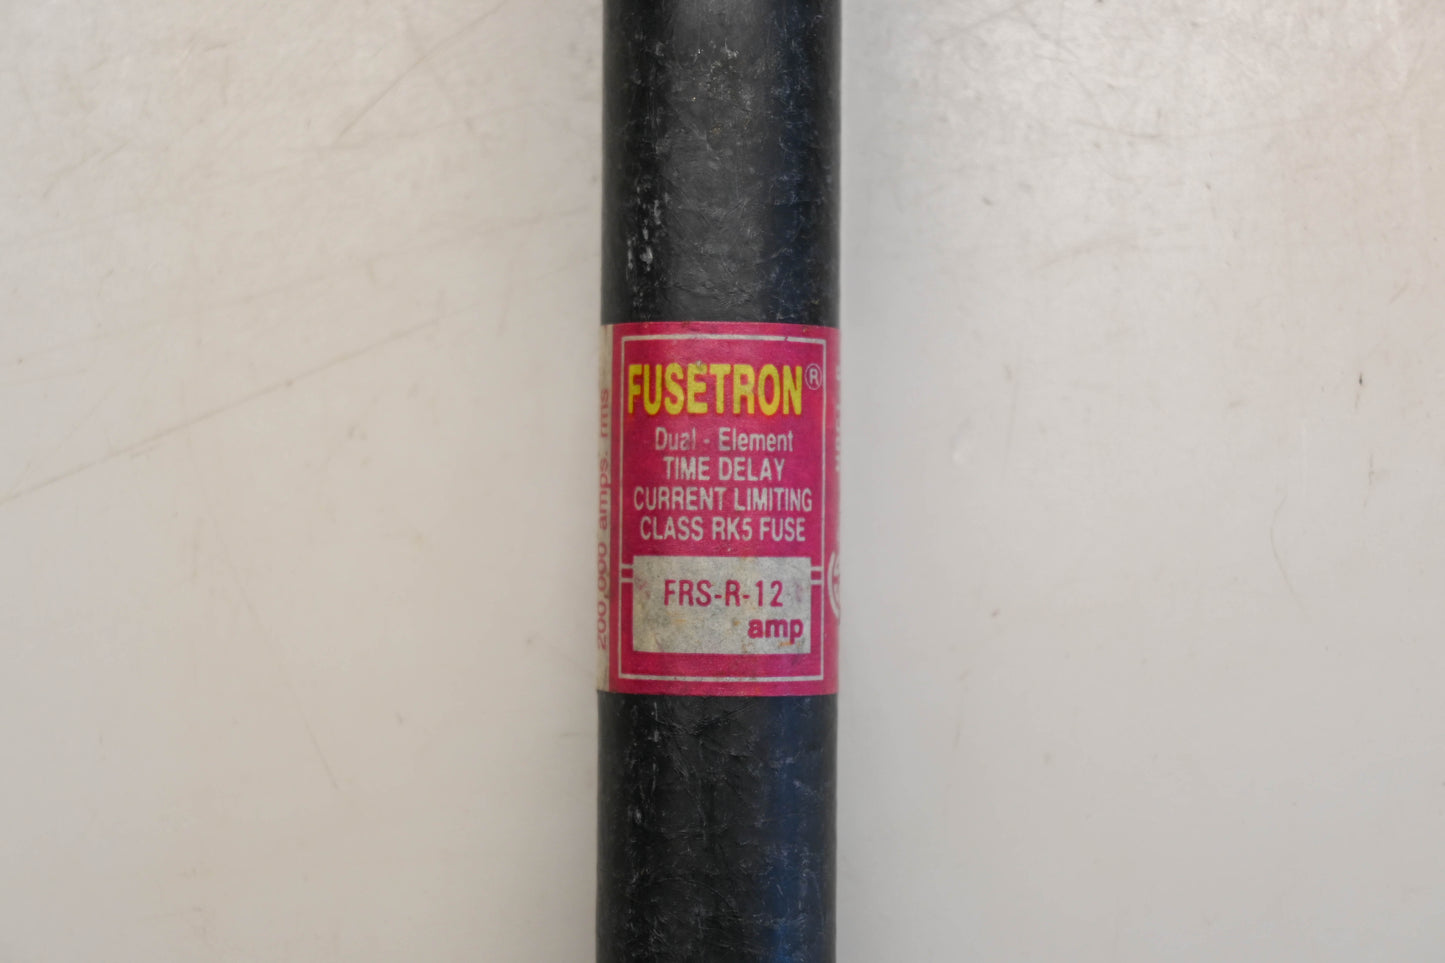 FUSETRON®
Dual - Element
TIME DELAY
CURRENT LIMITING
CLASS RK5 FUSE
FRS-R-12
amp
200,000 amps. rms